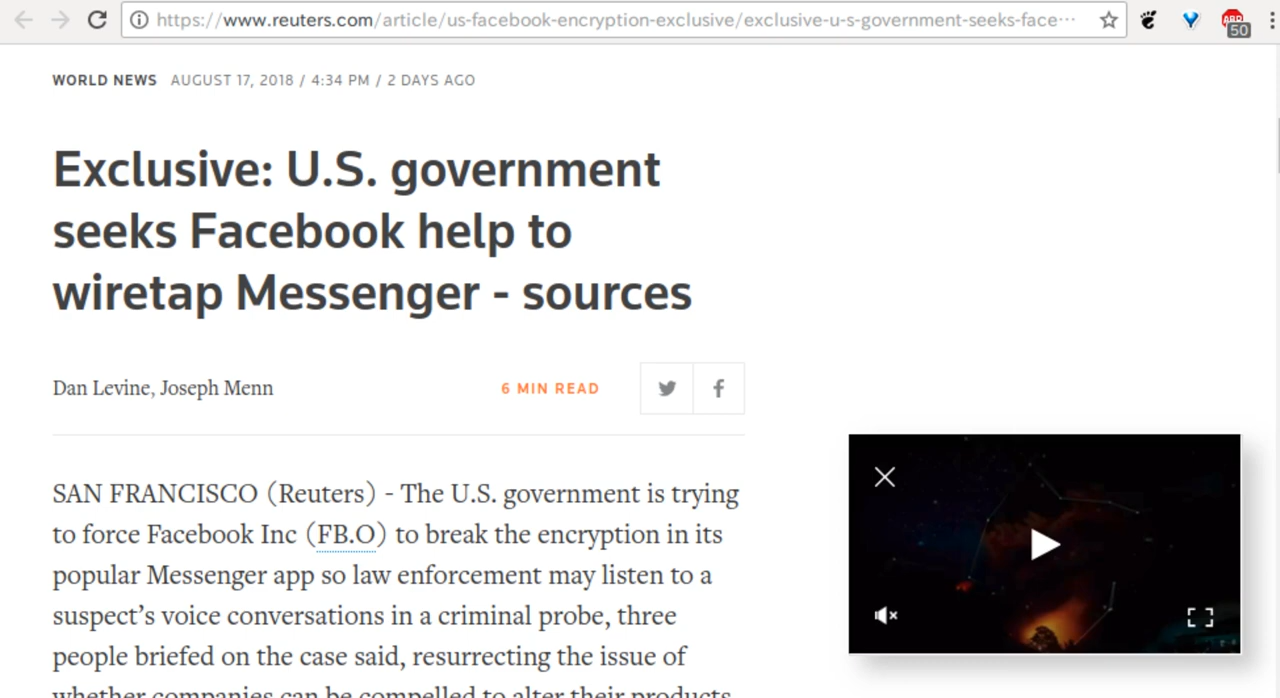 https://www.reuters.com/article/us-facebook-encryption-exclusive/exclusive-u-s-government-seeks-face···
ABP
50
WORLD NEWS AUGUST 17, 2018 / 4:34 PM / 2 DAYS AGO
Exclusive: U.S. government
seeks Facebook help to
wiretap Messenger - sources
Dan Levine, Joseph Menn 6 MIN READ
SAN FRANCISCO (Reuters) - The U.S. government is trying
to force Facebook Inc (FB.O) to break the encryption in its
popular Messenger app so law enforcement may listen to a
suspect’s voice conversations in a criminal probe, three
people briefed on the case said, resurrecting the issue of
whether companies can be compelled to alter their products